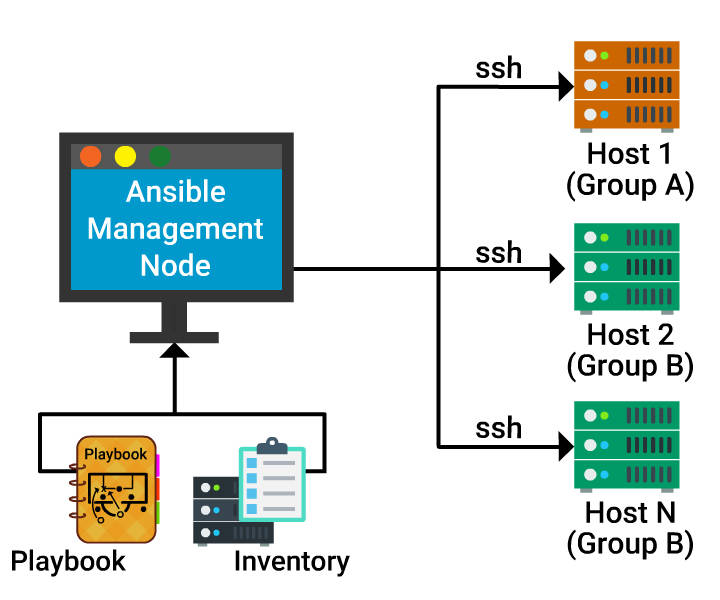 ssh
Host 1
(Group A)
Ansible
Management
Node
ssh
Host 2
(Group B)
ssh
Host N
(Group B)
Playbook
Playbook
Inventory